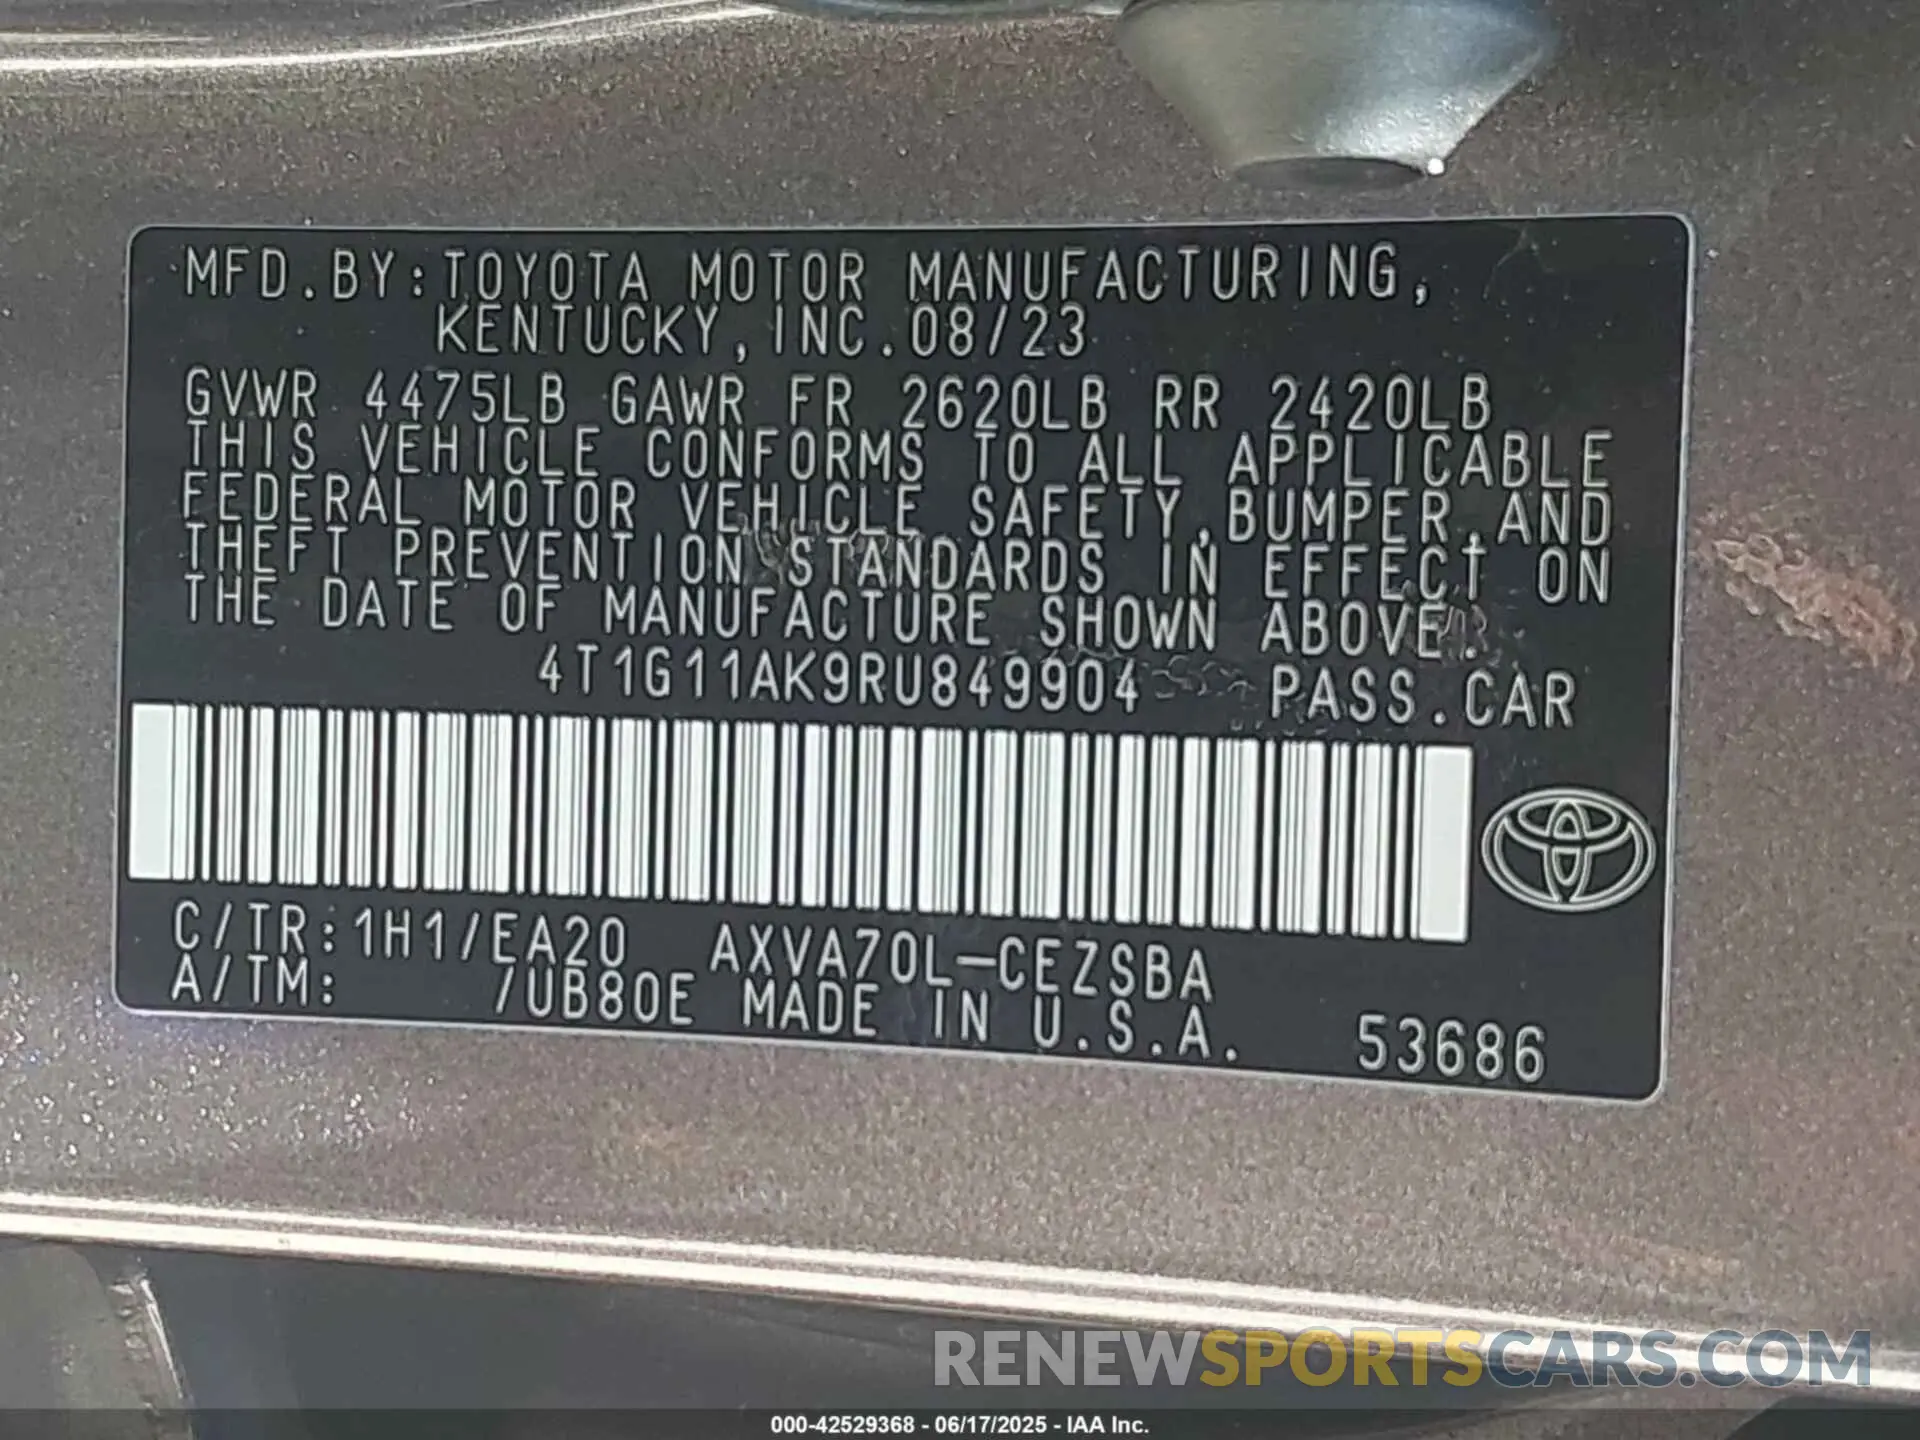 MFD.BY:TOYOTA MOTOR MANUFACTURING,
KENTUCKY,INC.08/23
GVWR 4475LB GAWR FR 2620LB RR 2420LB
THIS VEHICLE CONFORMS TO ALL APPLICABLE
FEDERAL MOTOR VEHICLE SAFETY,BUMPER,AND
THEFT PREVENTION STANDARDS IN EFFECT ON
THE DATE OF MANUFACTURE SHOWN ABOVE.
4T1G11AK9RU849904 PASS.CAR
C/TR:1H1/EA20 AXVA70L-CEZSBA
A/TM: /UB80E MADE IN U.S.A. 53686
RENEWSPORTSCARS.COM
000-42529368 - 06/17/2025 - IAA Inc.